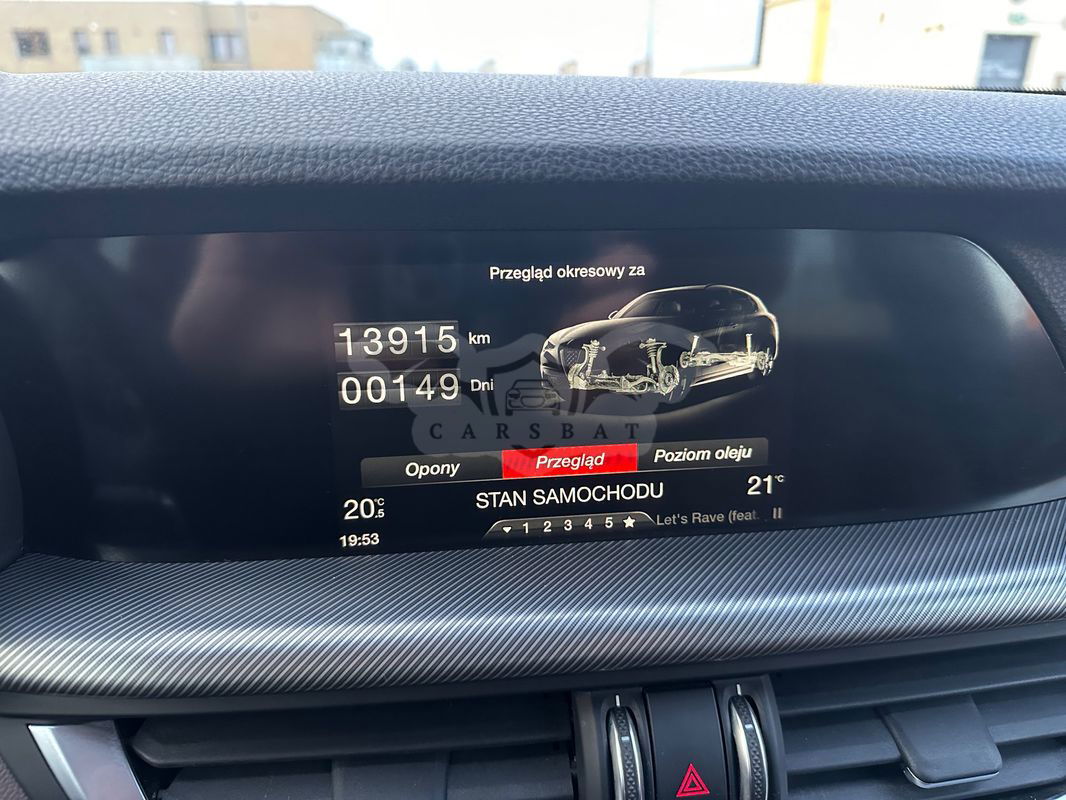 Przegląd okresowy za
13915 km
00149 Dni
CARSBAT
Opony Przegląd Poziom oleju
20°C.5 STAN SAMOCHODU 21°C
1 2 3 4 5 Let's Rave (feat.
19:53